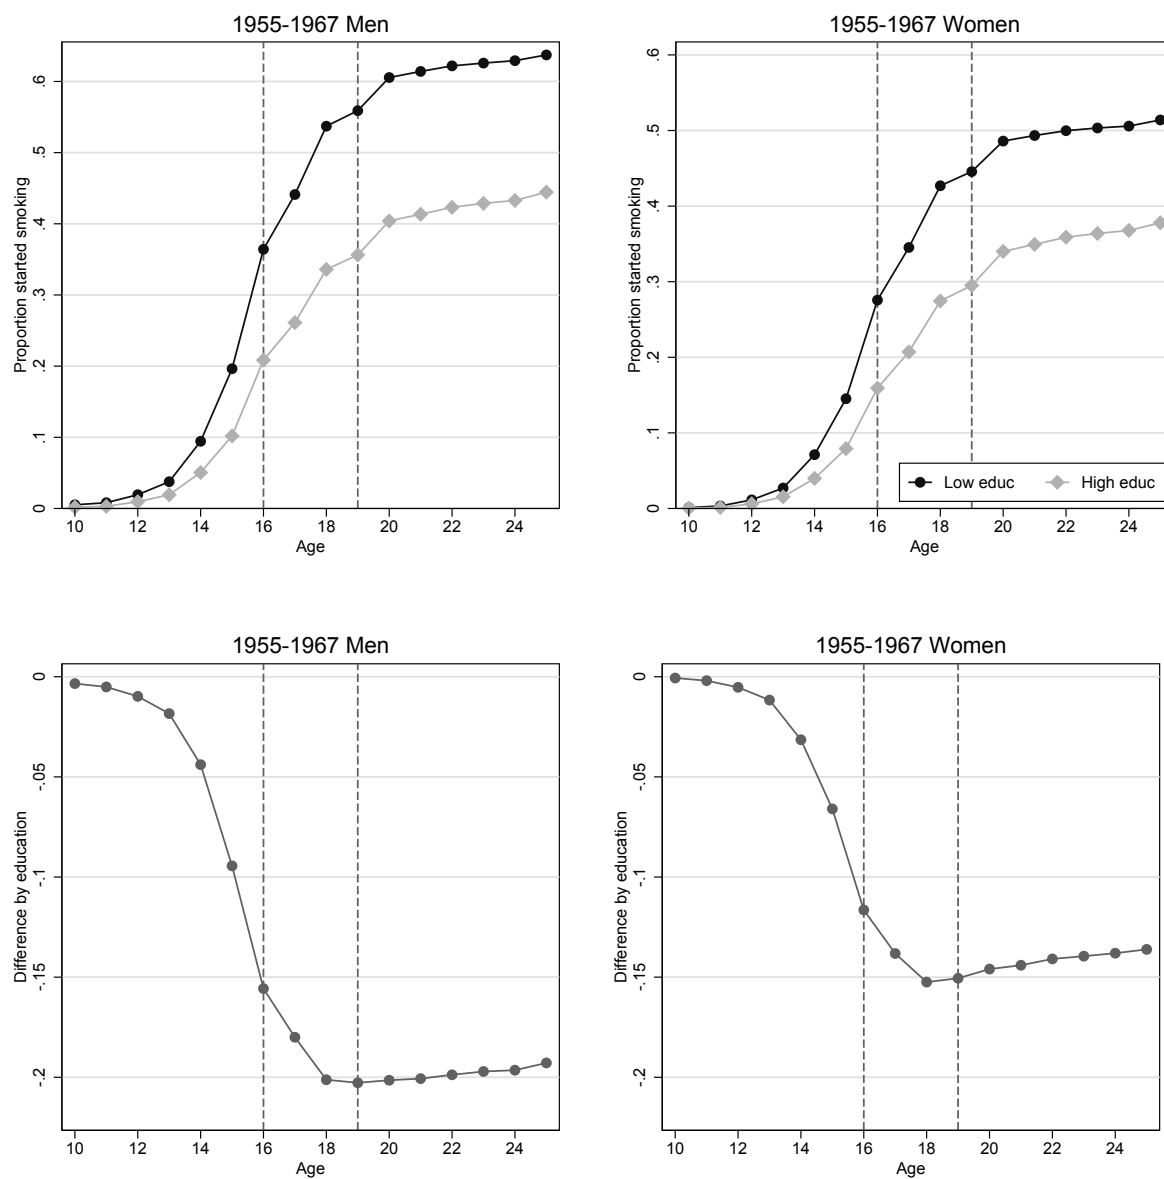 1955-1967 Men
Proportion started smoking
.6
.5
.4
.3
.2
.1
0
10 12 14 16 18 20 22 24
Age
1955-1967 Women
Proportion started smoking
.6
.5
.4
.3
.2
.1
0
Low educ High educ
10 12 14 16 18 20 22 24
Age
1955-1967 Men
Difference by education
0
-.05
-.1
-.15
-.2
10 12 14 16 18 20 22 24
Age
1955-1967 Women
Difference by education
0
-.05
-.1
-.15
-.2
10 12 14 16 18 20 22 24
Age